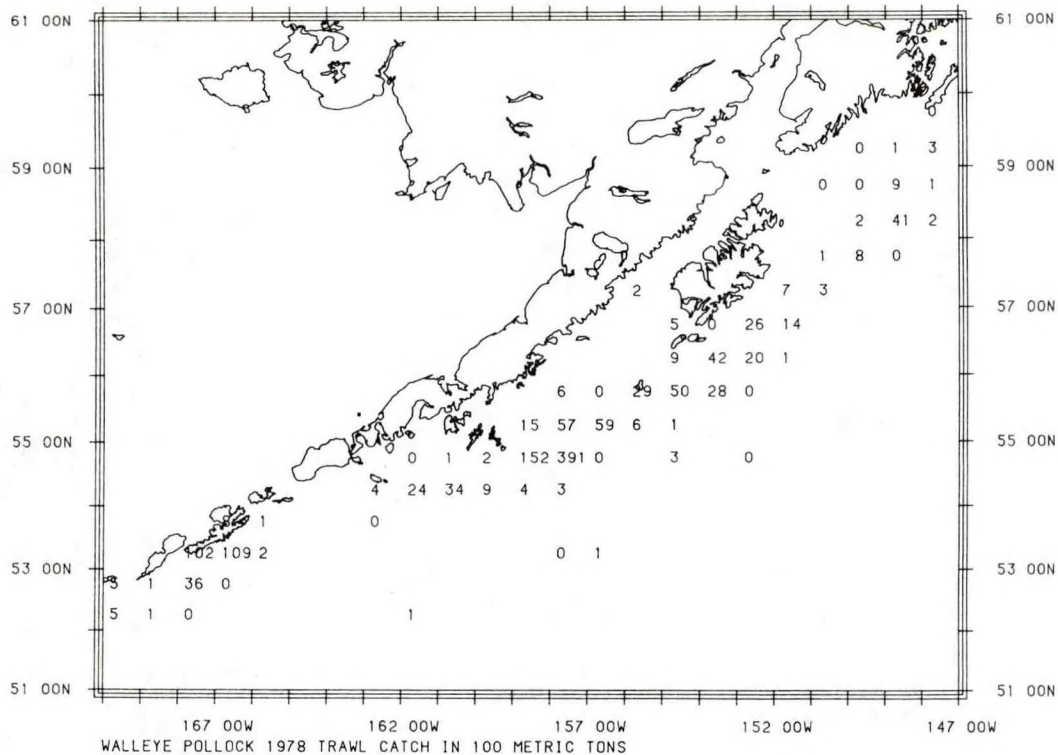 61 00N 61 00N
0
0 1 3
59 00N 59 00N
0 0 9 1
2 41 2
1 8 0
2 7 3
57 00N 57 00N
5 0 26 14
9 42 20 1
6 0 29 50 28 0
15 57 59 6 1
55 00N 55 00N
0 1 2 152 391 0 3 0
4 24 34 9 4 3
1 0
102 109 2 0 1
53 00N 53 00N
3 1 36 0
5 1 0 1
51 00N 51 00N
167 00W 162 00W 157 00W 152 00W 147 00W
WALLEYE POLLOCK 1978 TRAWL CATCH IN 100 METRIC TONS